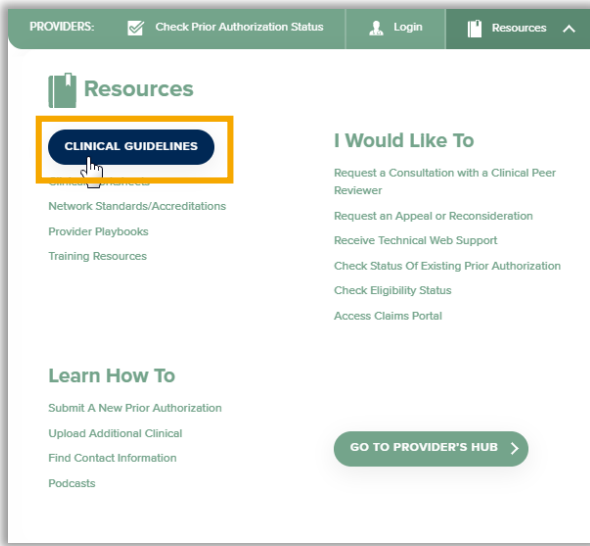 PROVIDERS: Check Prior Authorization Status Login Resources
Resources
CLINICAL GUIDELINES
Network Standards/Accreditations
Provider Playbooks
Training Resources
I Would Like To
Request a Consultation with a Clinical Peer
Reviewer
Request an Appeal or Reconsideration
Receive Technical Web Support
Check Status Of Existing Prior Authorization
Check Eligibility Status
Access Claims Portal
Learn How To
Submit A New Prior Authorization
Upload Additional Clinical
Find Contact Information
Podcasts
GO TO PROVIDER'S HUB